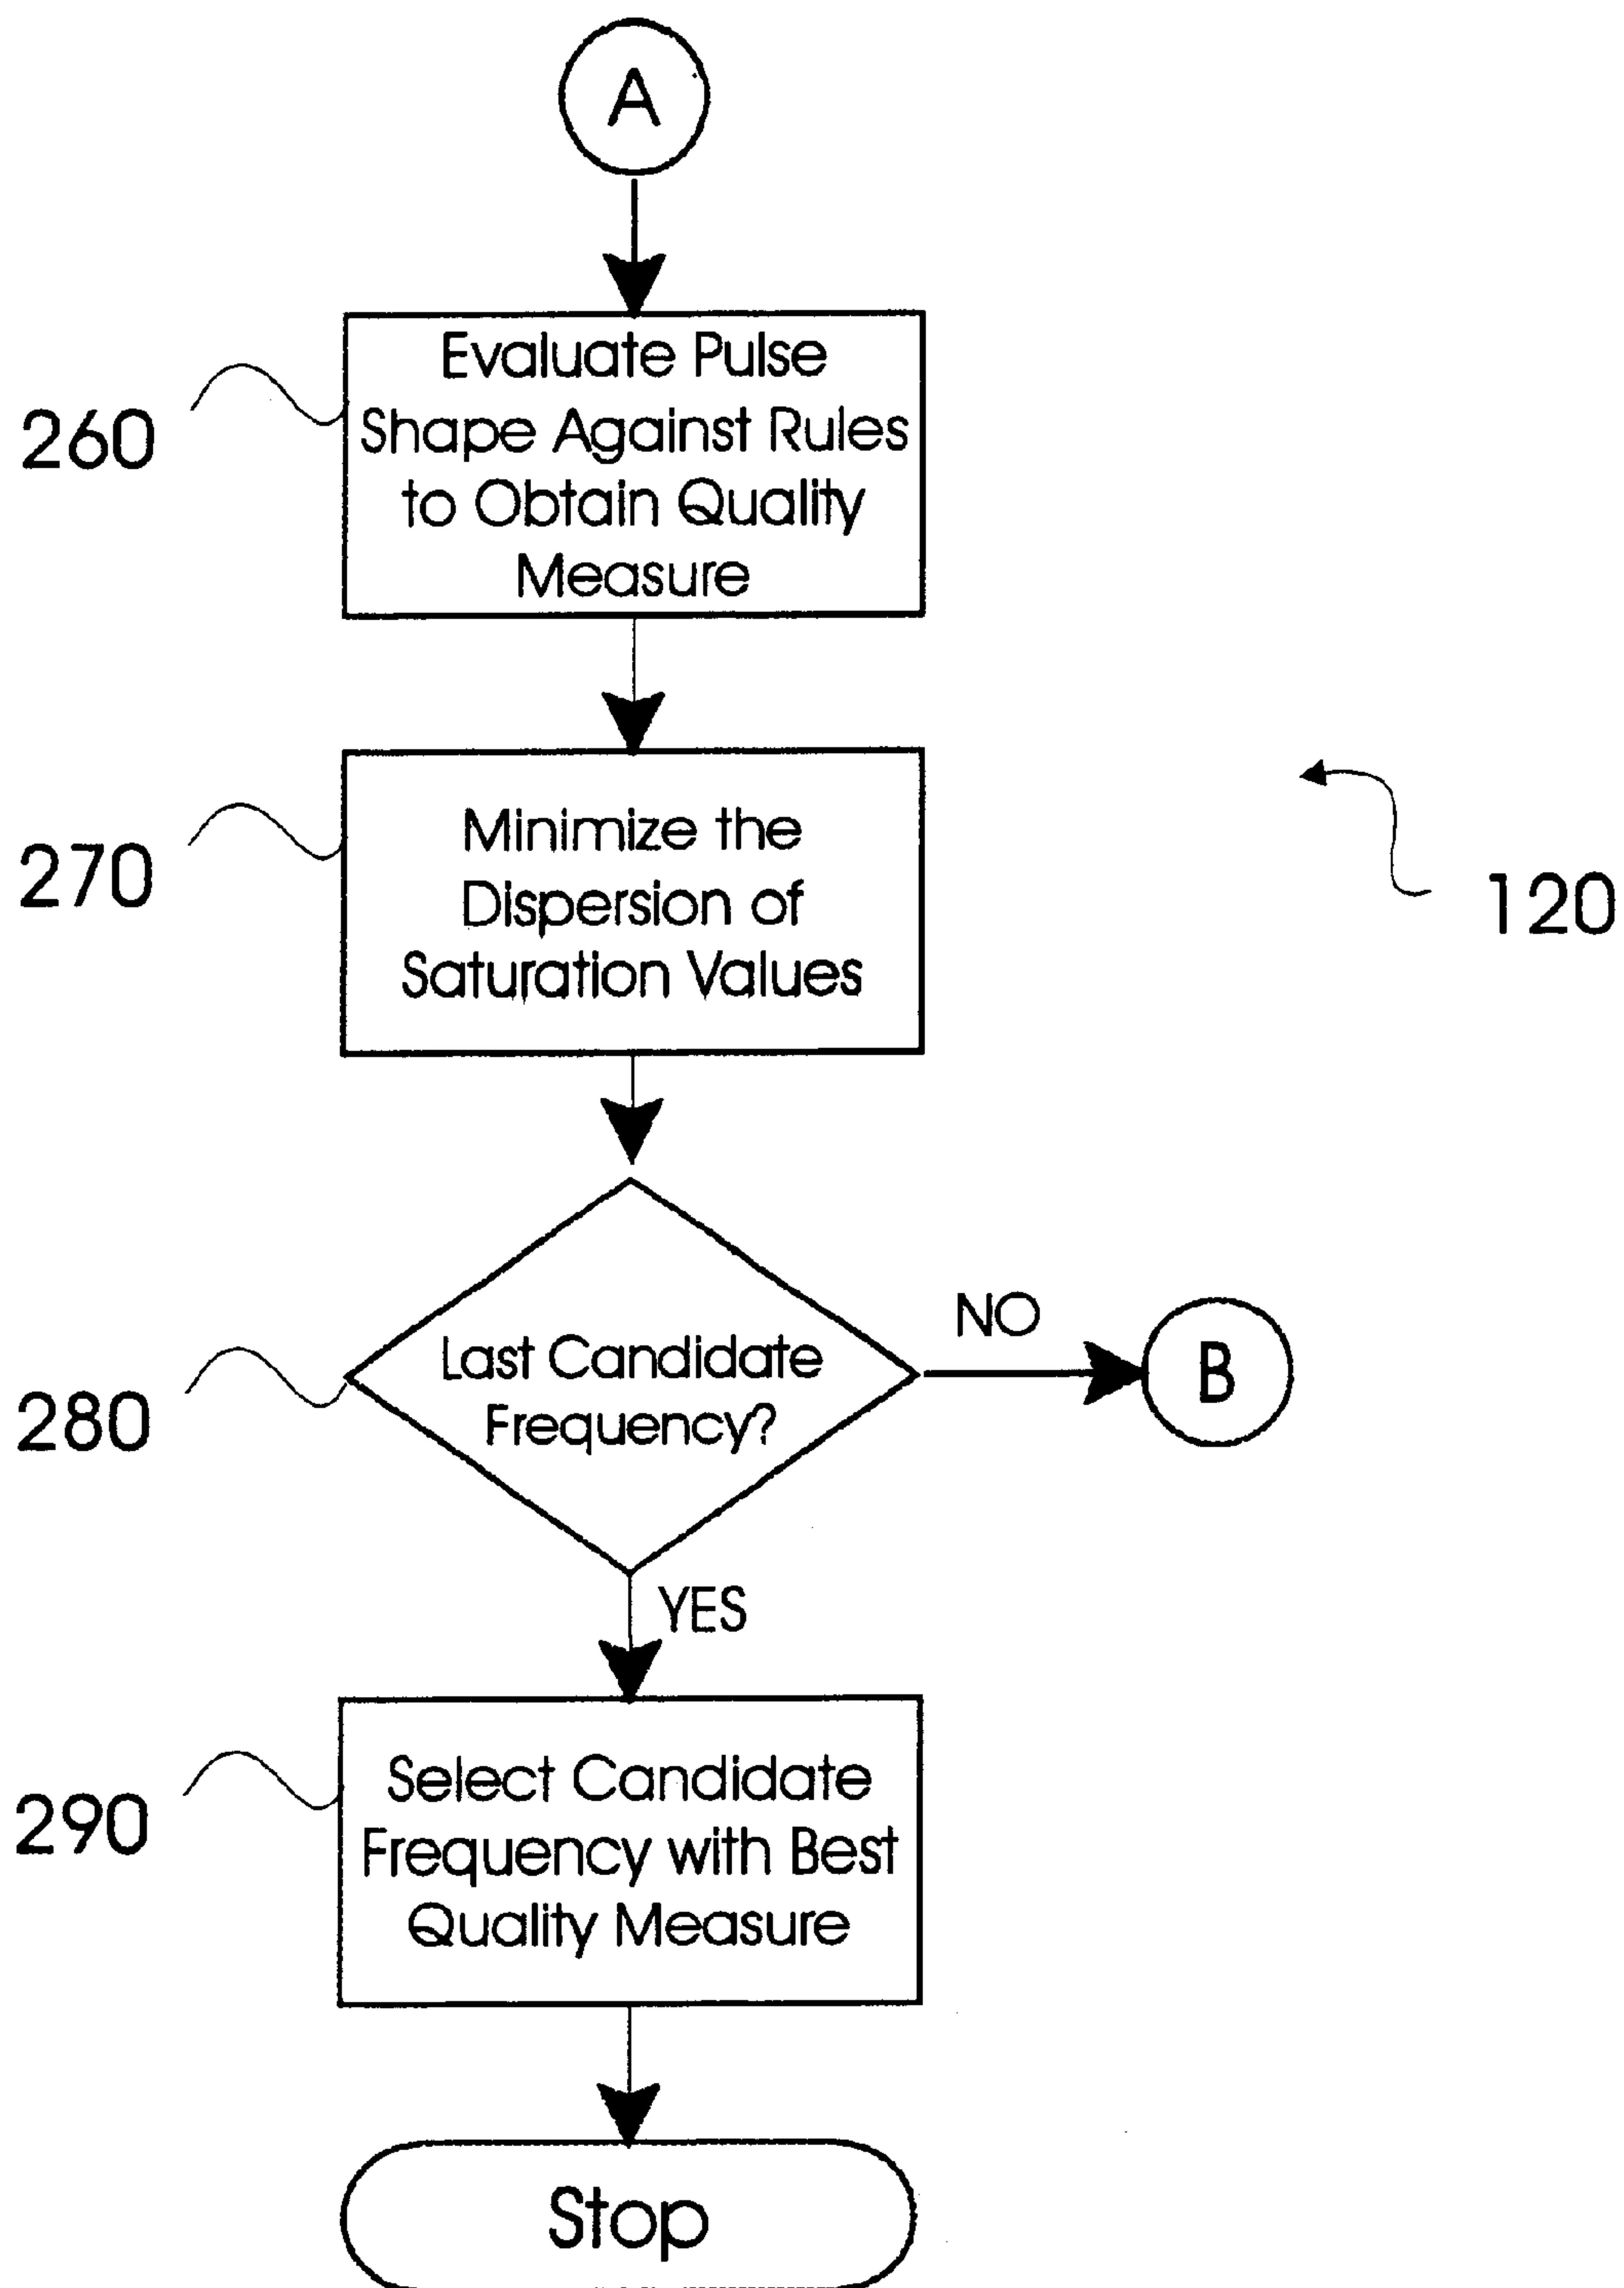 A
Evaluate Pulse
Shape Against Rules
to Obtain Quality
Measure
260
Minimize the
Dispersion of
Saturation Values
270
120
Last Candidate
Frequency?
280
NO
B
YES
Select Candidate
Frequency with Best
Quality Measure
290
Stop